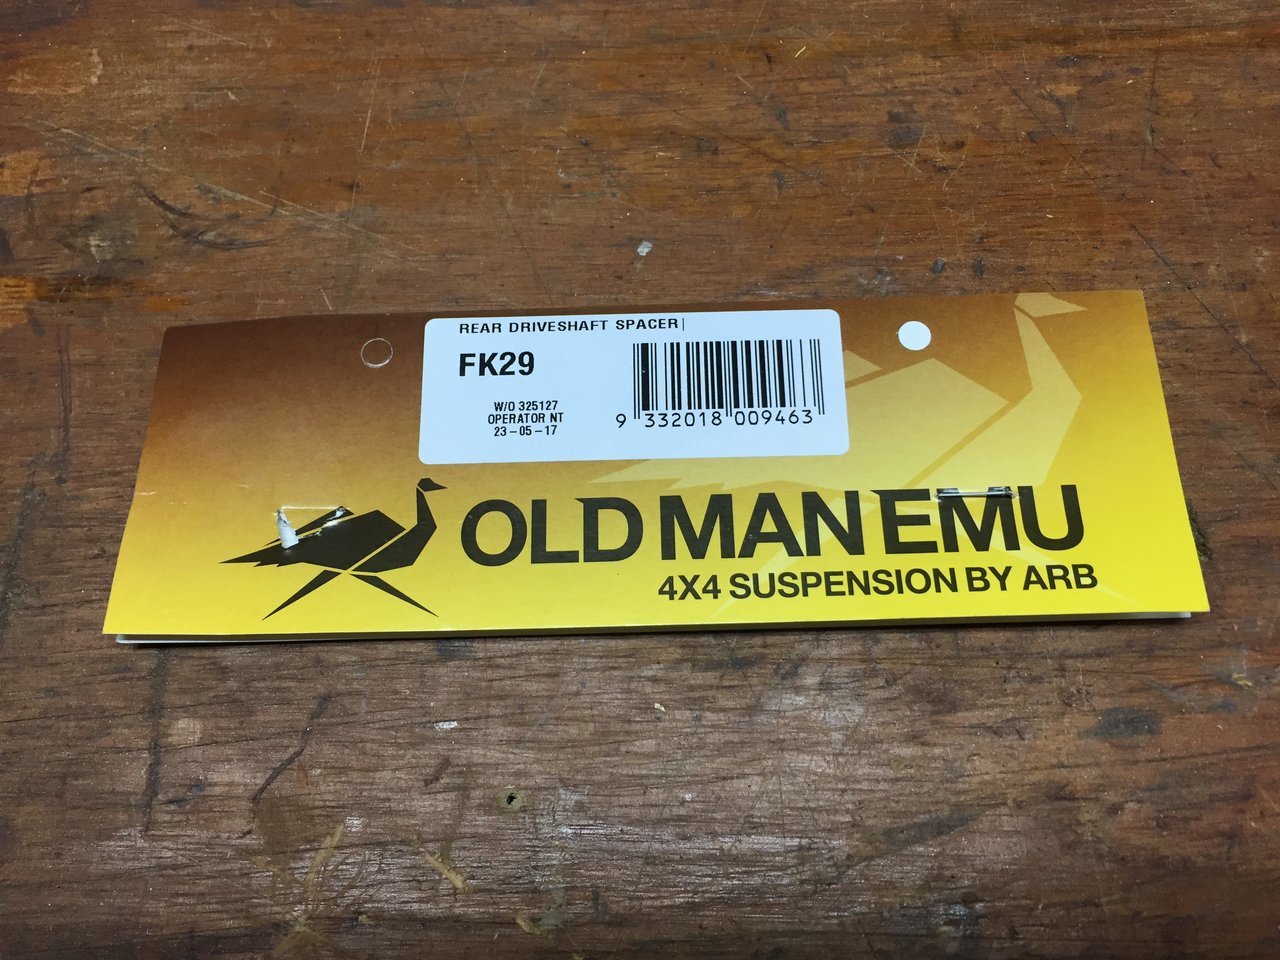 REAR DRIVESHAFT SPACER|
FK29
W/O 325127
OPERATOR NT
23-05-17
9 332018 009463
OLD MAN EMU
4X4 SUSPENSION BY ARB